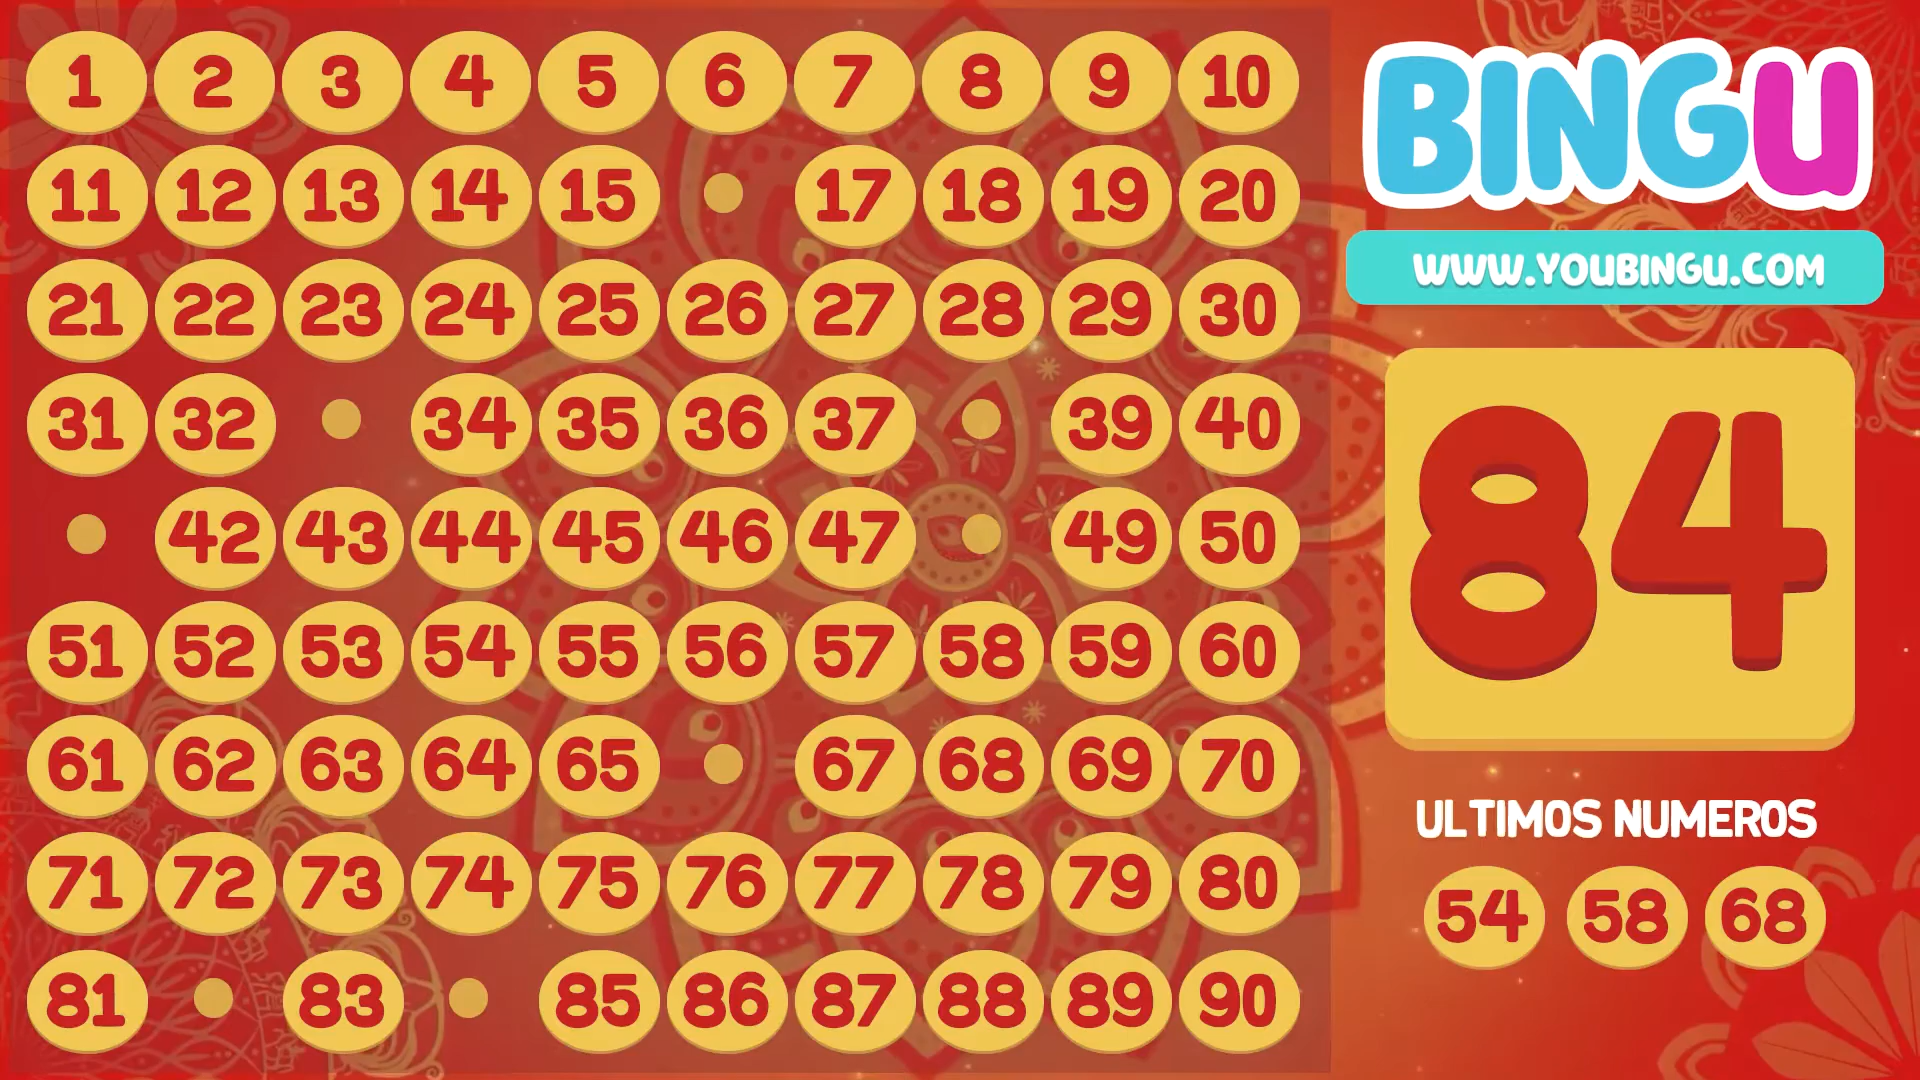 1 2 3 4 5 6 7 8 9 10
11 12 13 14 15 17 18 19 20
21 22 23 24 25 26 27 28 29 30
31 32 34 35 36 37 39 40
42 43 44 45 46 47 49 50
51 52 53 54 55 56 57 58 59 60
61 62 63 64 65 67 68 69 70
71 72 73 74 75 76 77 78 79 80
81 83 85 86 87 88 89 90
BINGU
WWW.YOUBINGU.COM
84
ULTIMOS NUMEROS
54 58 68